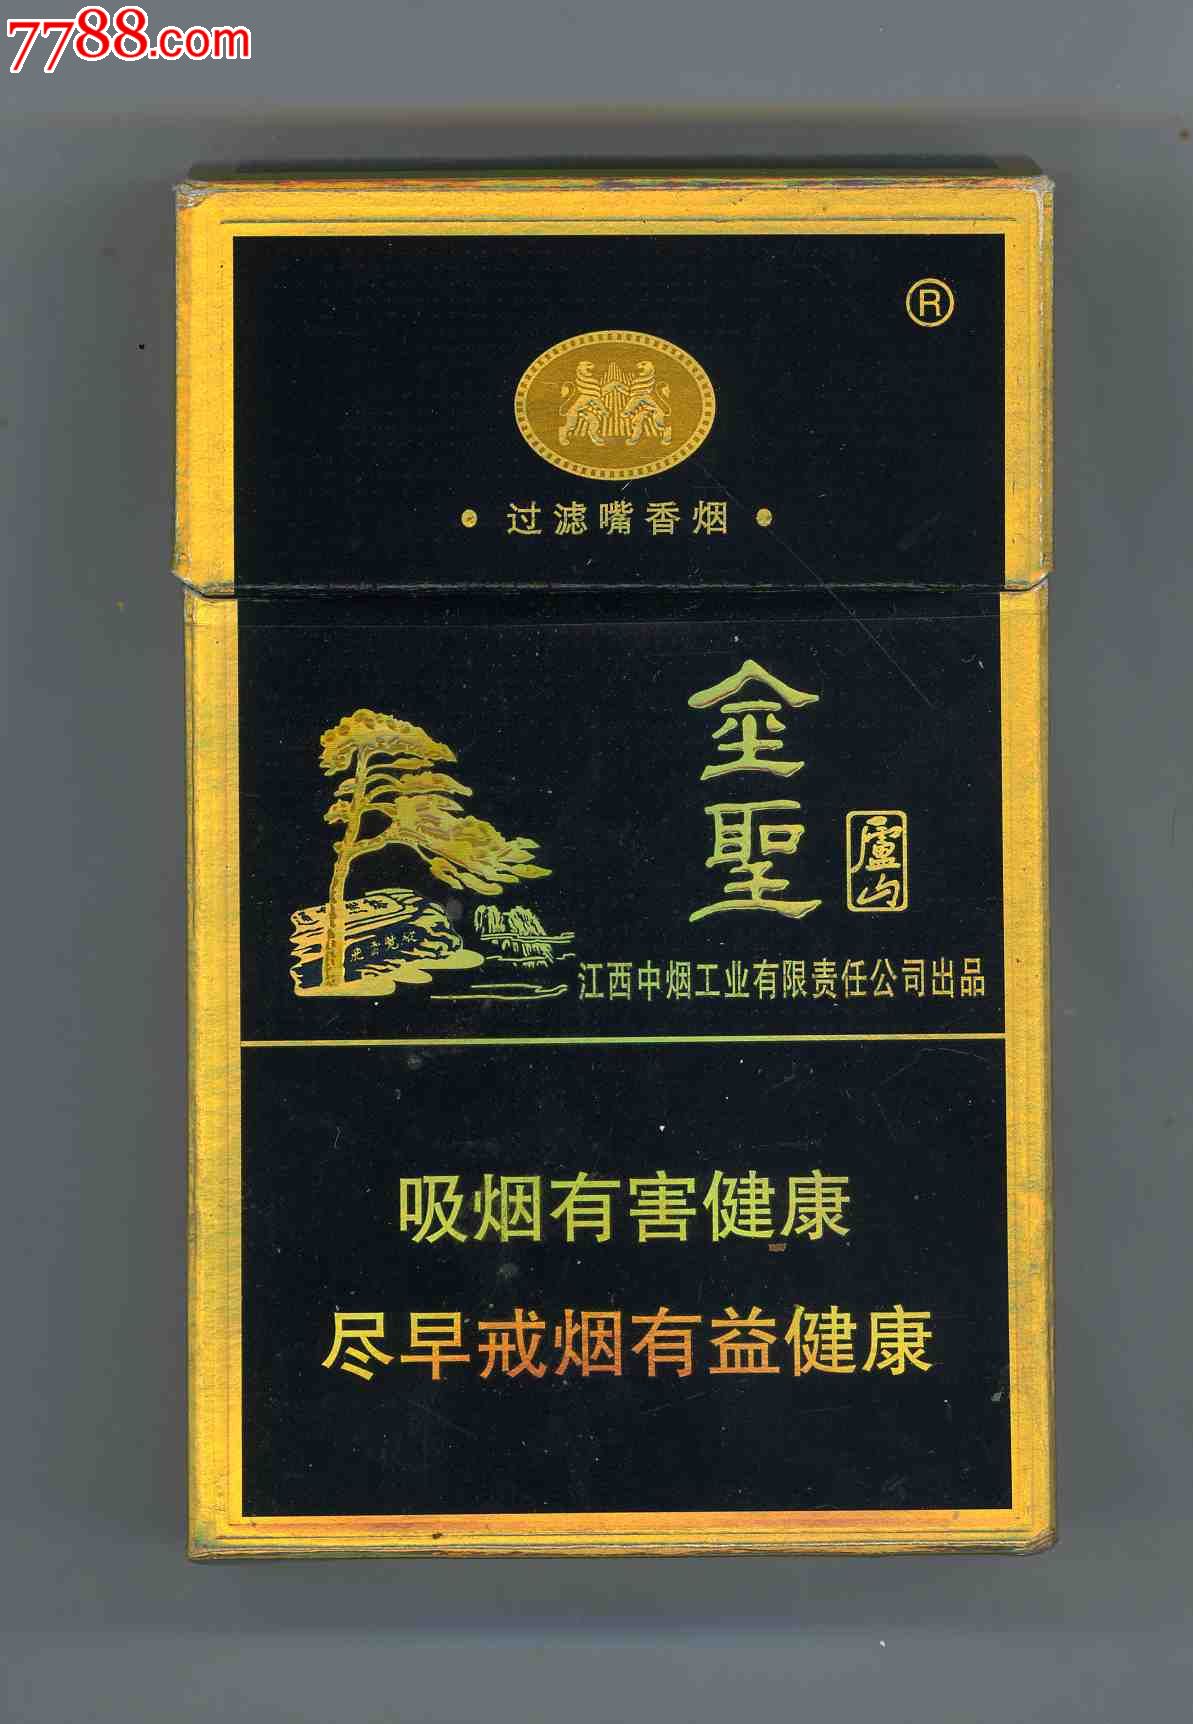 7788.com
R
· 过滤嘴香烟 ·
金聖
廬山
江西中烟工业有限责任公司出品
吸烟有害健康
尽早戒烟有益健康